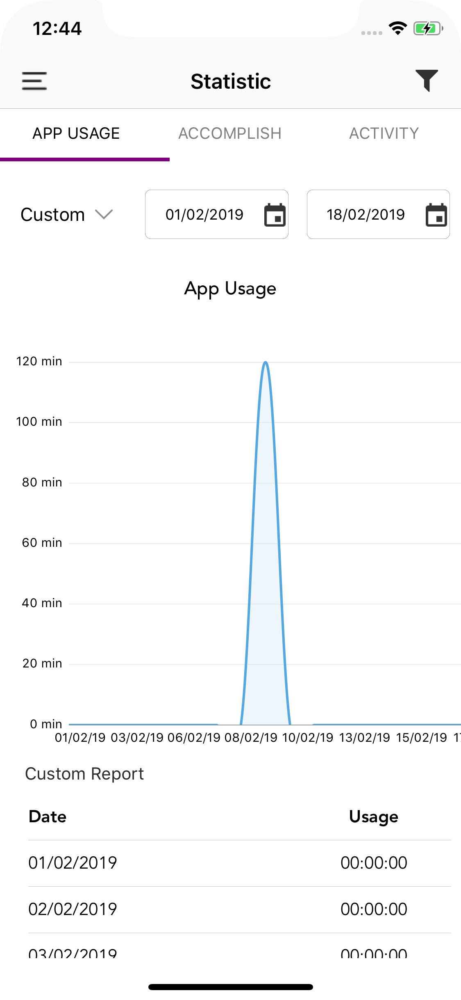 12:44
Statistic
APP USAGE ACCOMPLISH ACTIVITY
Custom 01/02/2019 18/02/2019
App Usage
120 min
100 min
80 min
60 min
40 min
20 min
0 min
01/02/19 03/02/19 06/02/19 08/02/19 10/02/19 13/02/19 15/02/19
Custom Report
Date Usage
01/02/2019 00:00:00
02/02/2019 00:00:00
03/02/2019 00:00:00